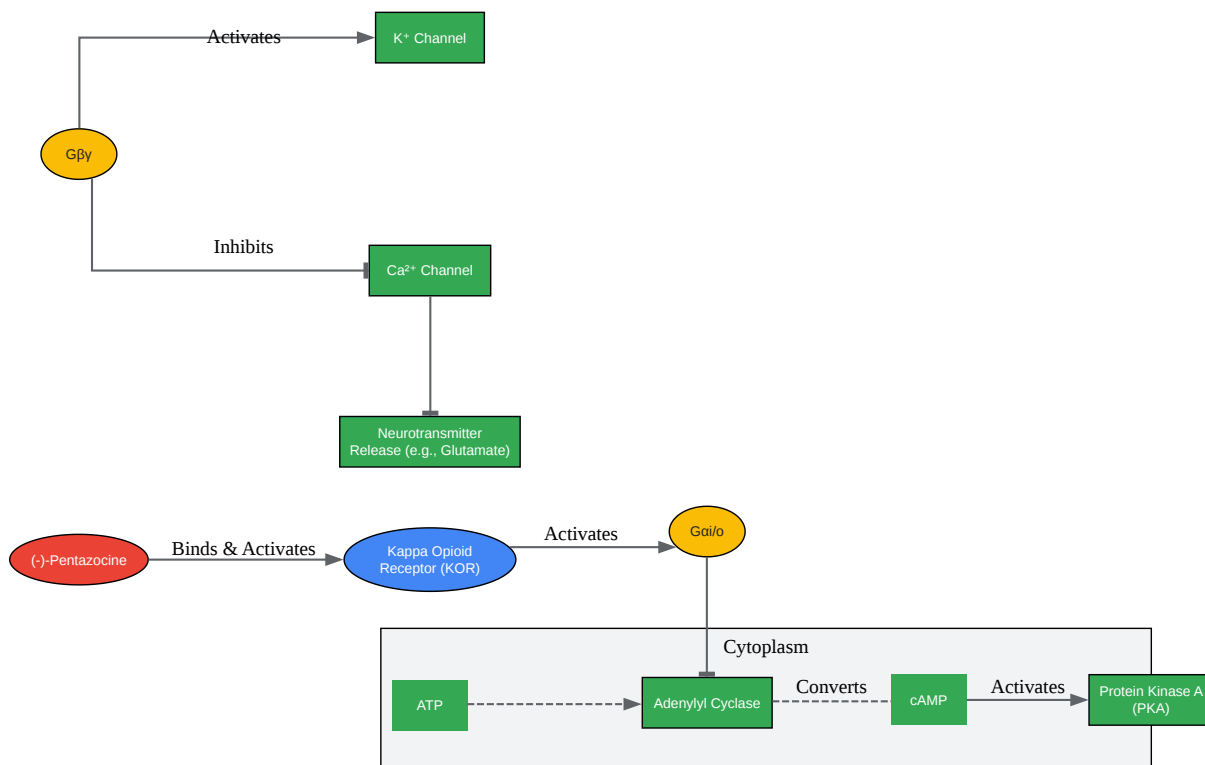 Activates
K⁺ Channel
Gβγ
Inhibits
Ca²⁺ Channel
Neurotransmitter
Release (e.g., Glutamate)
(-)-Pentazocine
Binds & Activates
Kappa Opioid
Receptor (KOR)
Activates
Gαi/o
Cytoplasm
ATP
Adenylyl Cyclase
Converts
cAMP
Activates
Protein Kinase A
(PKA)